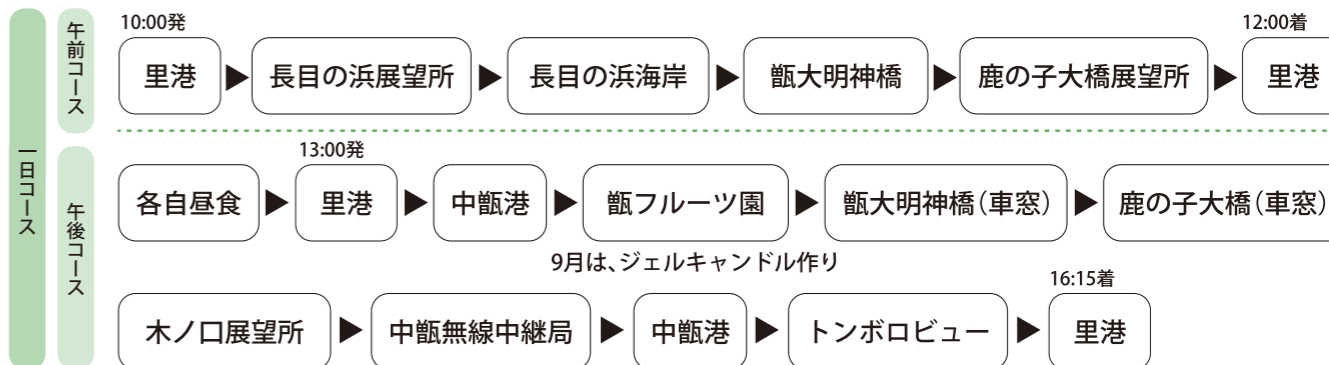 一日コース
午前コース
10:00発
12:00着
里港 ▶ 長目の浜展望所 ▶ 長目の浜海岸 ▶ 甑大明神橋 ▶ 鹿の子大橋展望所 ▶ 里港
午後コース
13:00発
各自昼食 ▶ 里港 ▶ 中甑港 ▶ 甑フルーツ園 ▶ 甑大明神橋(車窓) ▶ 鹿の子大橋(車窓)
9月は、ジェルキャンドル作り
16:15着
木ノ口展望所 ▶ 中甑無線中継局 ▶ 中甑港 ▶ トンボロビュー ▶ 里港